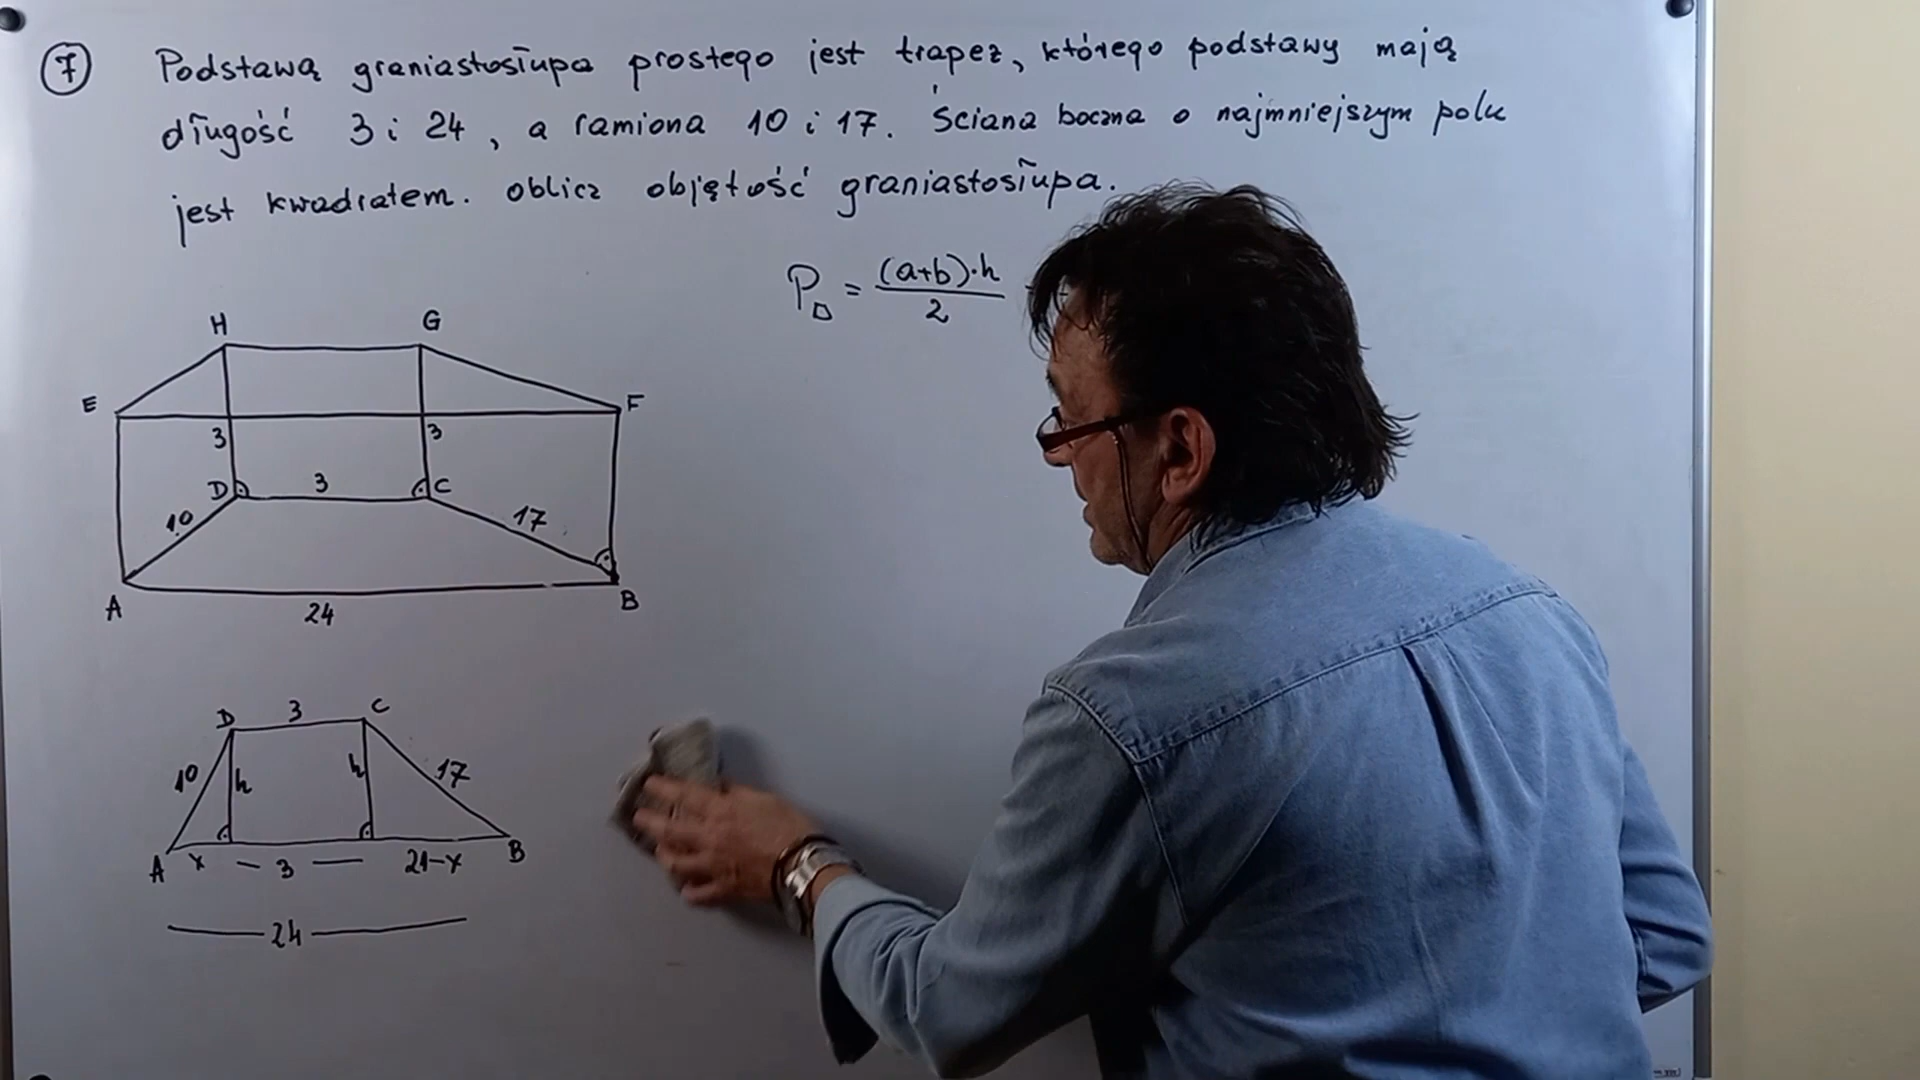 7 Podstawą graniastosłupa prostego jest trapez, którego podstawy mają
długość 3 i 24, a ramiona 10 i 17. Ściana boczna o najmniejszym polu
jest kwadratem. oblicz objętość graniastosłupa.
P▱ = (a+b)·h / 2
H G
E F
3 3
D 3 C
10 17
A B
24
D 3 C
10 h h 17
A x — 3 — 21-x B
— 24 —